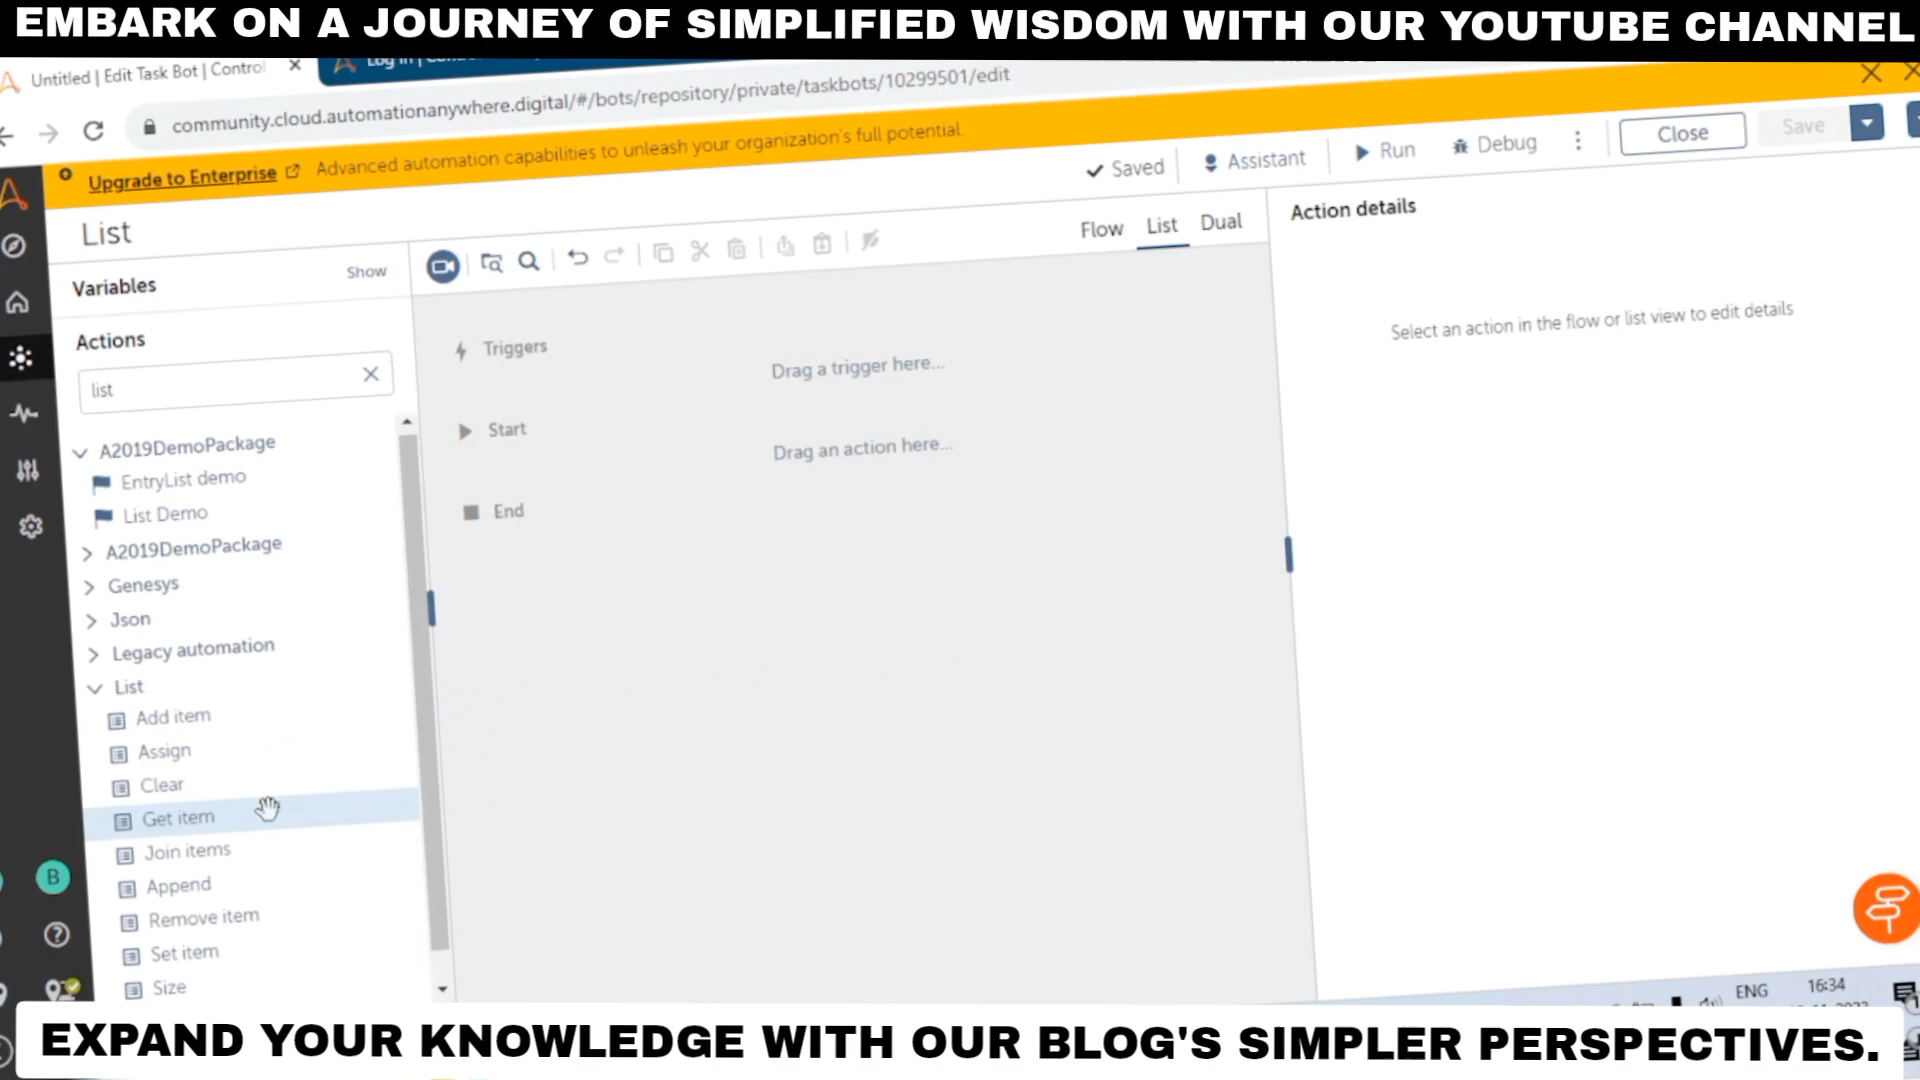 EMBARK ON A JOURNEY OF SIMPLIFIED WISDOM WITH OUR YOUTUBE CHANNEL
Untitled | Edit Task Bot | Control
community.cloud.automationanywhere.digital/#/bots/repository/private/taskbots/10299501/edit
Upgrade to Enterprise Advanced automation capabilities to unleash your organization's full potential.
List
Saved
Assistant
Run
Debug
Close
Save
Variables
Show
Flow
List
Dual
Action details
Actions
list
Select an action in the flow or list view to edit details
Triggers
Drag a trigger here...
Start
Drag an action here...
End
A2019DemoPackage
EntryList demo
List Demo
A2019DemoPackage
Genesys
Json
Legacy automation
List
Add item
Assign
Clear
Get item
Join items
Append
Remove item
Set item
Size
B
ENG
16:34
EXPAND YOUR KNOWLEDGE WITH OUR BLOG'S SIMPLER PERSPECTIVES.